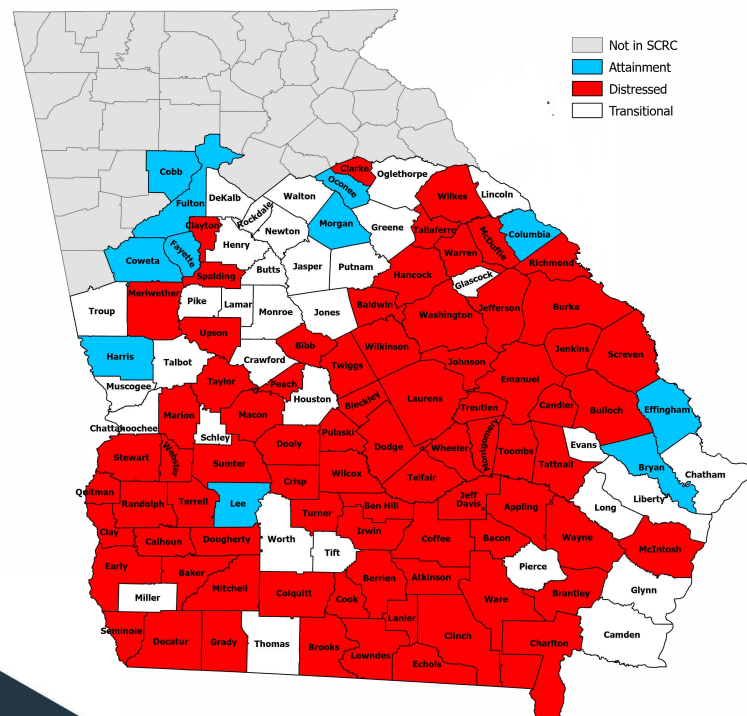 Not in SCRC
Attainment
Distressed
Transitional
Cobb
Fulton
DeKalb
Rockdale
Walton
Clarke
Oconee
Oglethorpe
Wilkes
Lincoln
Clayton
Henry
Newton
Morgan
Greene
Taliaferro
McDuffie
Columbia
Coweta
Fayette
Spalding
Butts
Jasper
Putnam
Hancock
Warren
Glascock
Richmond
Troup
Meriwether
Pike
Lamar
Monroe
Jones
Baldwin
Washington
Jefferson
Burke
Harris
Talbot
Upson
Crawford
Bibb
Twiggs
Wilkinson
Johnson
Emanuel
Jenkins
Screven
Muscogee
Chattahoochee
Marion
Taylor
Macon
Peach
Houston
Bleckley
Laurens
Treutlen
Candler
Bulloch
Effingham
Schley
Dooly
Pulaski
Dodge
Wheeler
Montgomery
Toombs
Tattnall
Evans
Bryan
Chatham
Stewart
Webster
Sumter
Crisp
Wilcox
Telfair
Jeff
Davis
Appling
Long
Liberty
Quitman
Randolph
Terrell
Lee
Turner
Ben Hill
Irwin
Coffee
Bacon
Wayne
McIntosh
Clay
Calhoun
Dougherty
Worth
Tift
Early
Baker
Mitchell
Colquitt
Cook
Berrien
Atkinson
Ware
Pierce
Brantley
Glynn
Miller
Seminole
Decatur
Grady
Thomas
Brooks
Lowndes
Lanier
Echols
Clinch
Charlton
Camden